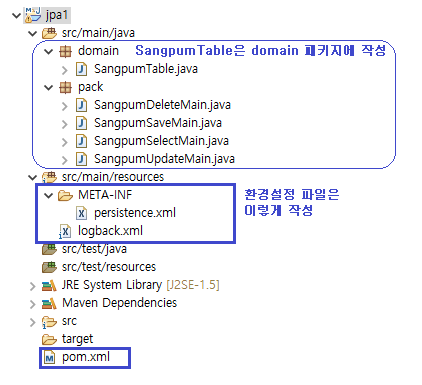 jpa1
src/main/java
domain SangpumTable은 domain 패키지에 작성
SangpumTable.java
pack
SangpumDeleteMain.java
SangpumSaveMain.java
SangpumSelectMain.java
SangpumUpdateMain.java
src/main/resources
META-INF 환경설정 파일은
persistence.xml 이렇게 작성
logback.xml
src/test/java
src/test/resources
JRE System Library [J2SE-1.5]
Maven Dependencies
src
target
pom.xml